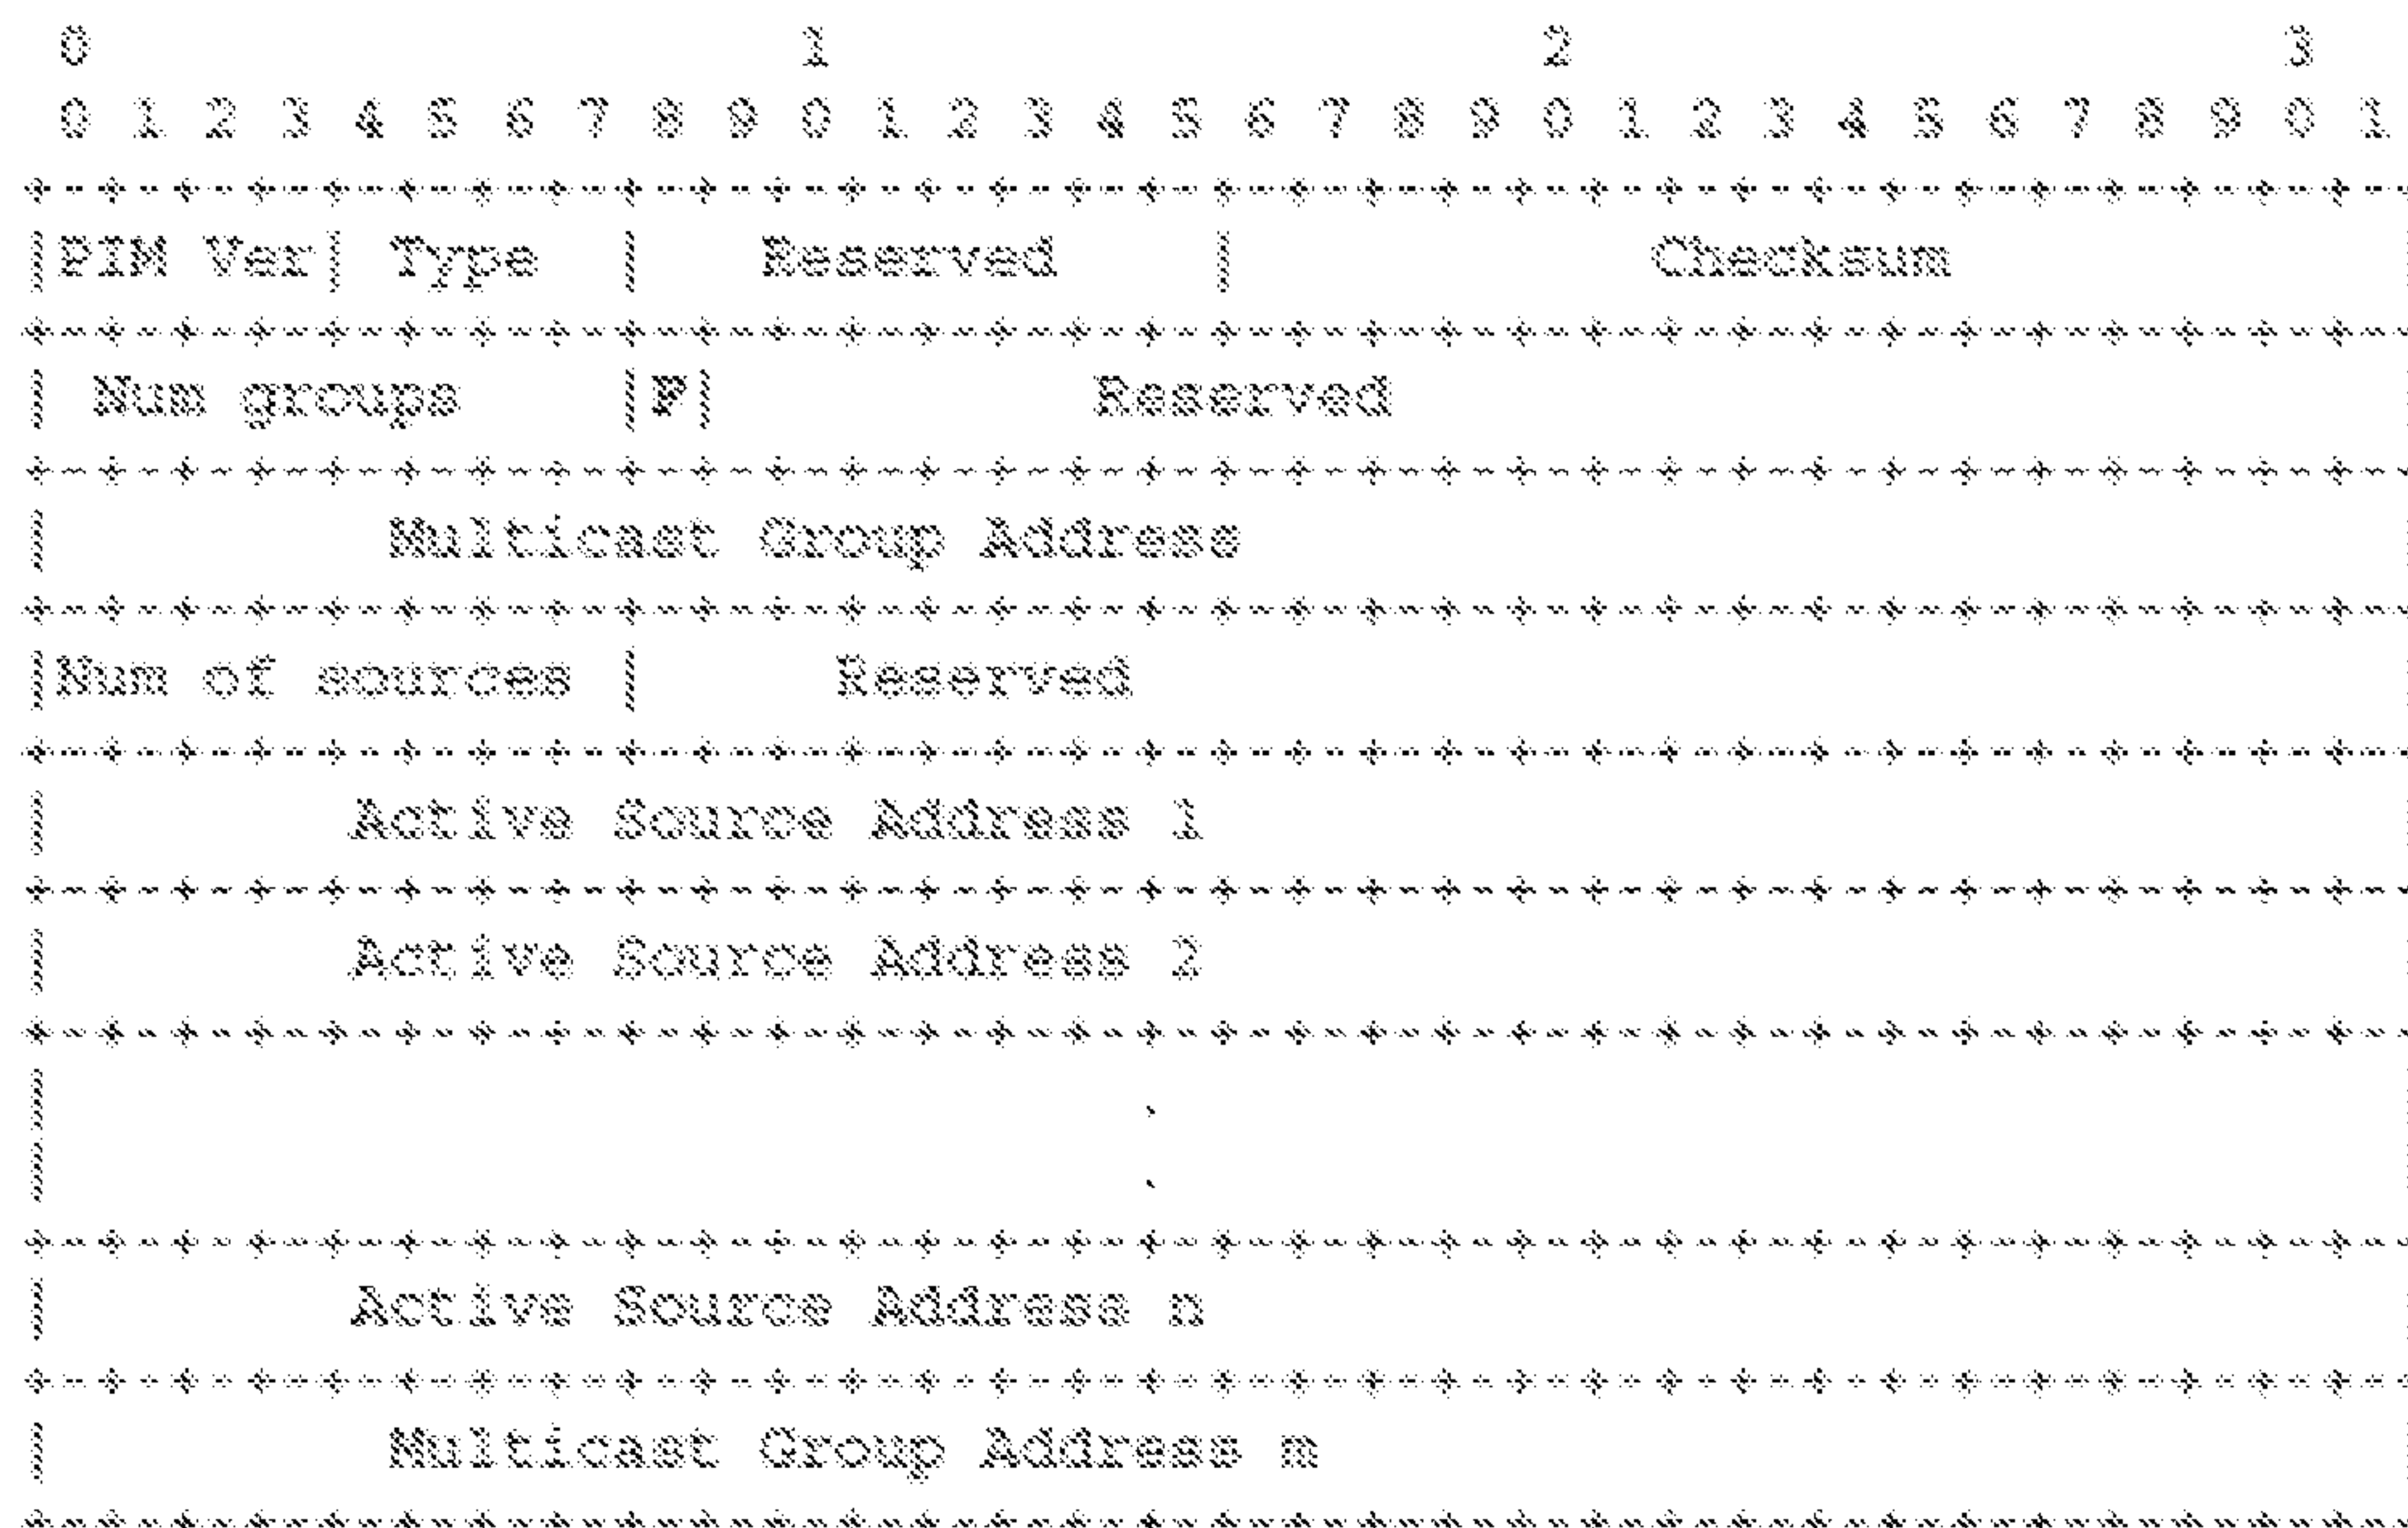 0                   1                   2                   3
 0 1 2 3 4 5 6 7 8 9 0 1 2 3 4 5 6 7 8 9 0 1 2 3 4 5 6 7 8 9 0 1
+-+-+-+-+-+-+-+-+-+-+-+-+-+-+-+-+-+-+-+-+-+-+-+-+-+-+-+-+-+-+-+-
|PIM Ver| Type  |   Reserved    |           Checksum            |
+-+-+-+-+-+-+-+-+-+-+-+-+-+-+-+-+-+-+-+-+-+-+-+-+-+-+-+-+-+-+-+-
| Num groups    |F|          Reserved                           |
+-+-+-+-+-+-+-+-+-+-+-+-+-+-+-+-+-+-+-+-+-+-+-+-+-+-+-+-+-+-+-+-
|         Multicast Group Address                               |
+-+-+-+-+-+-+-+-+-+-+-+-+-+-+-+-+-+-+-+-+-+-+-+-+-+-+-+-+-+-+-+-
|Num of sources |     Reserved                                  |
+-+-+-+-+-+-+-+-+-+-+-+-+-+-+-+-+-+-+-+-+-+-+-+-+-+-+-+-+-+-+-+-
|        Active Source Address 1                                |
+-+-+-+-+-+-+-+-+-+-+-+-+-+-+-+-+-+-+-+-+-+-+-+-+-+-+-+-+-+-+-+-
|        Active Source Address 2                                |
+-+-+-+-+-+-+-+-+-+-+-+-+-+-+-+-+-+-+-+-+-+-+-+-+-+-+-+-+-+-+-+-
|                             .                                 |
|                             .                                 |
+-+-+-+-+-+-+-+-+-+-+-+-+-+-+-+-+-+-+-+-+-+-+-+-+-+-+-+-+-+-+-+-
|        Active Source Address n                                |
+-+-+-+-+-+-+-+-+-+-+-+-+-+-+-+-+-+-+-+-+-+-+-+-+-+-+-+-+-+-+-+-
|         Multicast Group Address m                             |
+-+-+-+-+-+-+-+-+-+-+-+-+-+-+-+-+-+-+-+-+-+-+-+-+-+-+-+-+-+-+-+-